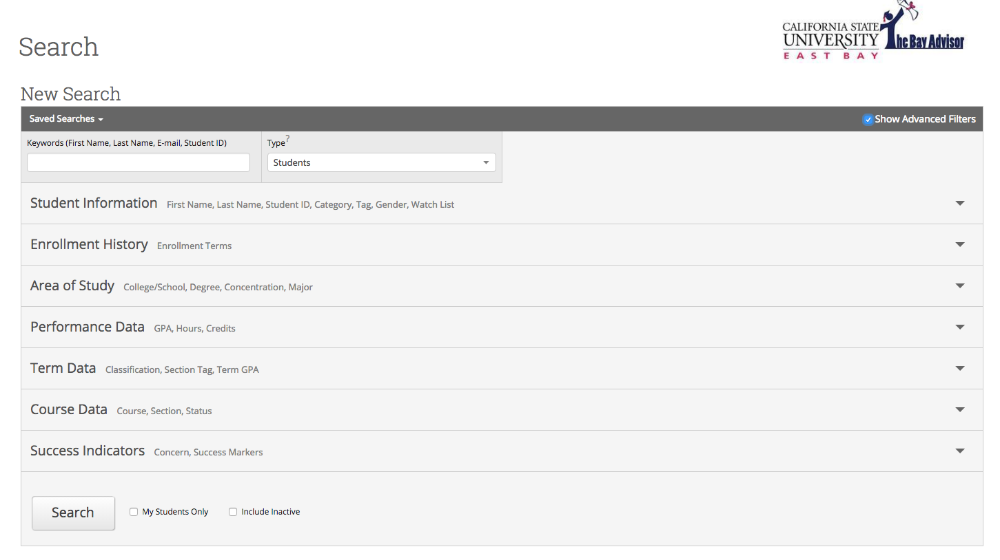 Search
CALIFORNIA STATE
UNIVERSITY
EAST BAY
The Bay Advisor
New Search
Saved Searches
Show Advanced Filters
Keywords (First Name, Last Name, E-mail, Student ID)
Type?
Students
Student Information First Name, Last Name, Student ID, Category, Tag, Gender, Watch List
Enrollment History Enrollment Terms
Area of Study College/School, Degree, Concentration, Major
Performance Data GPA, Hours, Credits
Term Data Classification, Section Tag, Term GPA
Course Data Course, Section, Status
Success Indicators Concern, Success Markers
Search My Students Only Include Inactive